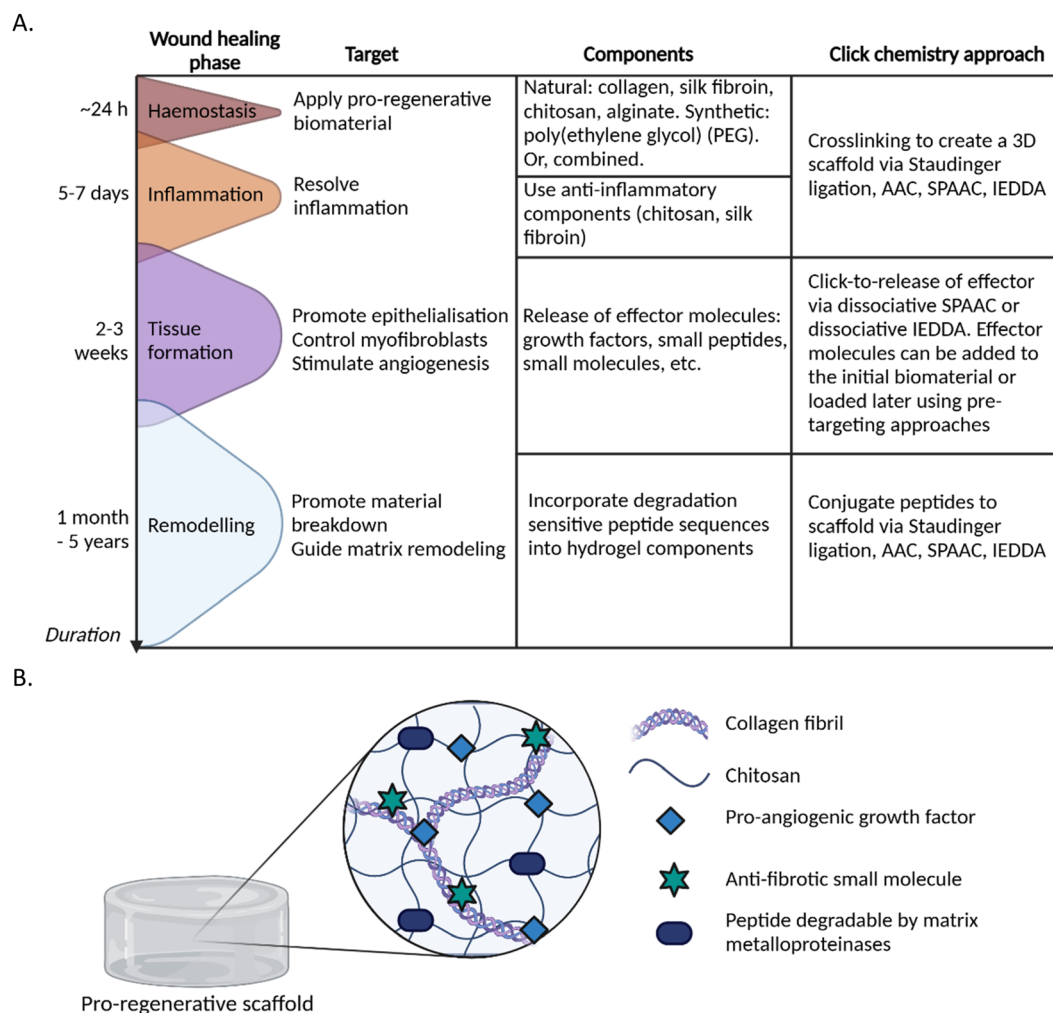 A.
Wound healing
phase
Target
Components
Click chemistry approach
~24 h
Haemostasis
Apply pro-regenerative
biomaterial
Natural: collagen, silk fibroin,
chitosan, alginate. Synthetic:
poly(ethylene glycol) (PEG).
Or, combined.
Crosslinking to create a 3D
scaffold via Staudinger
ligation, AAC, SPAAC, IEDDA
5-7 days
Inflammation
Resolve
inflammation
Use anti-inflammatory
components (chitosan, silk
fibroin)
2-3
weeks
Tissue
formation
Promote epithelialisation
Control myofibroblasts
Stimulate angiogenesis
Release of effector molecules:
growth factors, small peptides,
small molecules, etc.
Click-to-release of effector
via dissociative SPAAC or
dissociative IEDDA. Effector
molecules can be added to
the initial biomaterial or
loaded later using pre-
targeting approaches
1 month
- 5 years
Remodelling
Promote material
breakdown
Guide matrix remodeling
Incorporate degradation
sensitive peptide sequences
into hydrogel components
Conjugate peptides to
scaffold via Staudinger
ligation, AAC, SPAAC, IEDDA
Duration
B.
Collagen fibril
Chitosan
Pro-angiogenic growth factor
Anti-fibrotic small molecule
Peptide degradable by matrix
metalloproteinases
Pro-regenerative scaffold